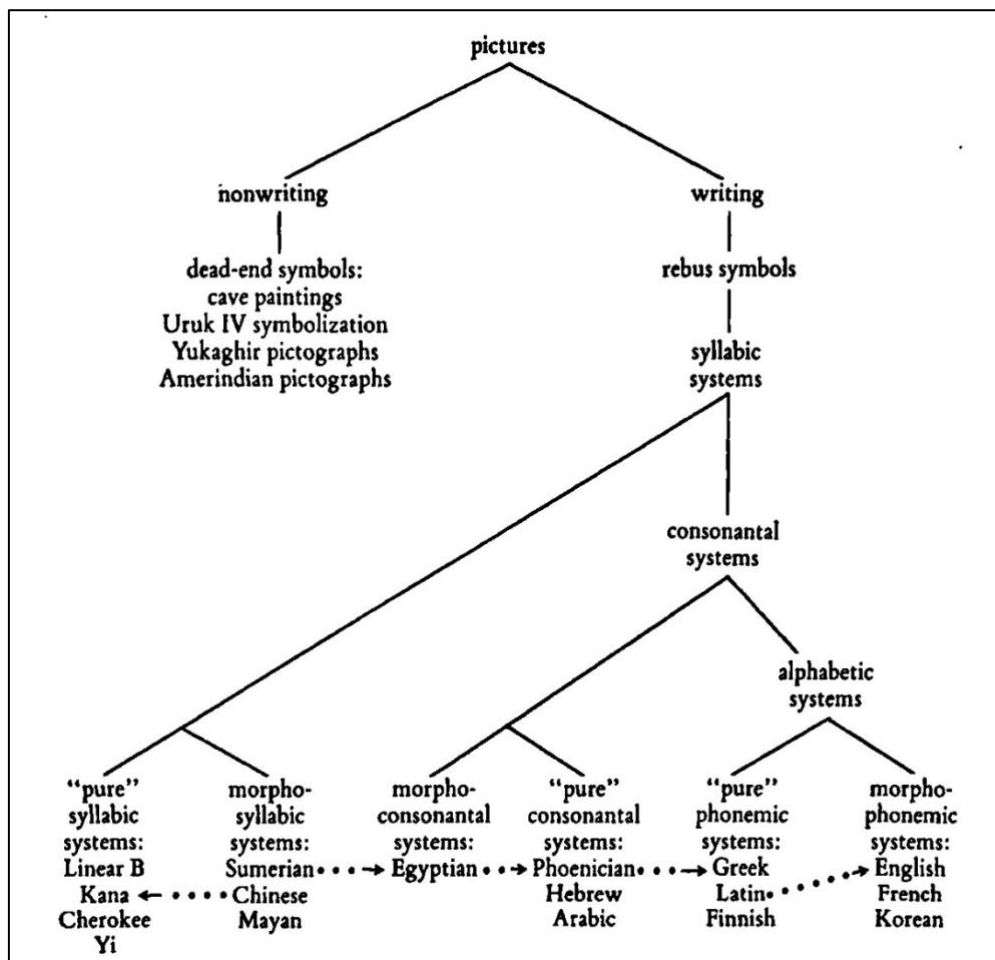 pictures
nonwriting
writing
dead-end symbols:
cave paintings
Uruk IV symbolization
Yukaghir pictographs
Amerindian pictographs
rebus symbols
syllabic
systems
consonantal
systems
alphabetic
systems
“pure”
syllabic
systems:
Linear B
Kana
Cherokee
Yi
morpho-
syllabic
systems:
Sumerian
Chinese
Mayan
morpho-
consonantal
systems:
Egyptian
“pure”
consonantal
systems:
Phoenician
Hebrew
Arabic
“pure”
phonemic
systems:
Greek
Latin
Finnish
morpho-
phonemic
systems:
English
French
Korean